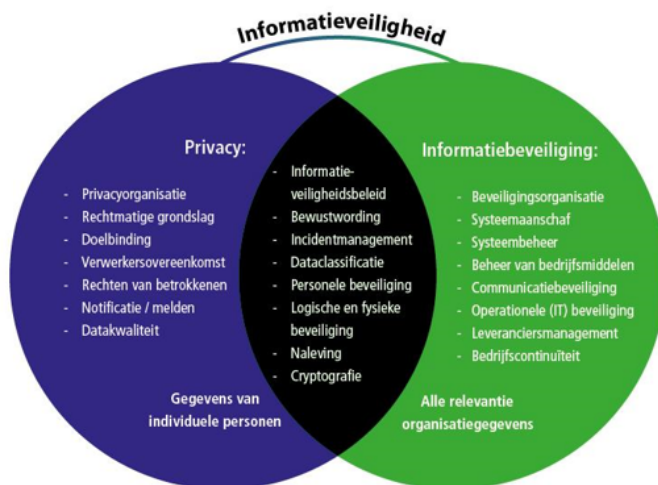 Informatieveiligheid
Privacy:
- Privacyorganisatie
- Rechtmatige grondslag
- Doelbinding
- Verwerkersovereenkomst
- Rechten van betrokkenen
- Notificatie / melden
- Datakwaliteit
Gegevens van
individuele personen
- Informatie-
veiligheidsbeleid
- Bewustwording
- Incidentmanagement
- Dataclassificatie
- Personele beveiliging
- Logische en fysieke
beveiliging
- Naleving
- Cryptografie
Informatiebeveiliging:
- Beveiligingsorganisatie
- Systeemaanschaf
- Systeembeheer
- Beheer van bedrijfsmiddelen
- Communicatiebeveiliging
- Operationele (IT) beveiliging
- Leveranciersmanagement
- Bedrijfscontinuïteit
Alle relevantie
organisatiegegevens